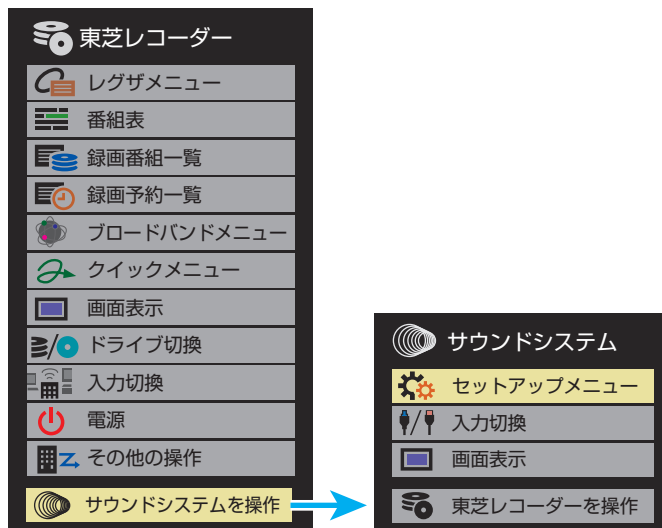 東芝レコーダー
レグザメニュー
番組表
録画番組一覧
録画予約一覧
ブロードバンドメニュー
クイックメニュー
画面表示
ドライブ切換
入力切換
電源
その他の操作
サウンドシステムを操作
サウンドシステム
セットアップメニュー
入力切換
画面表示
東芝レコーダーを操作